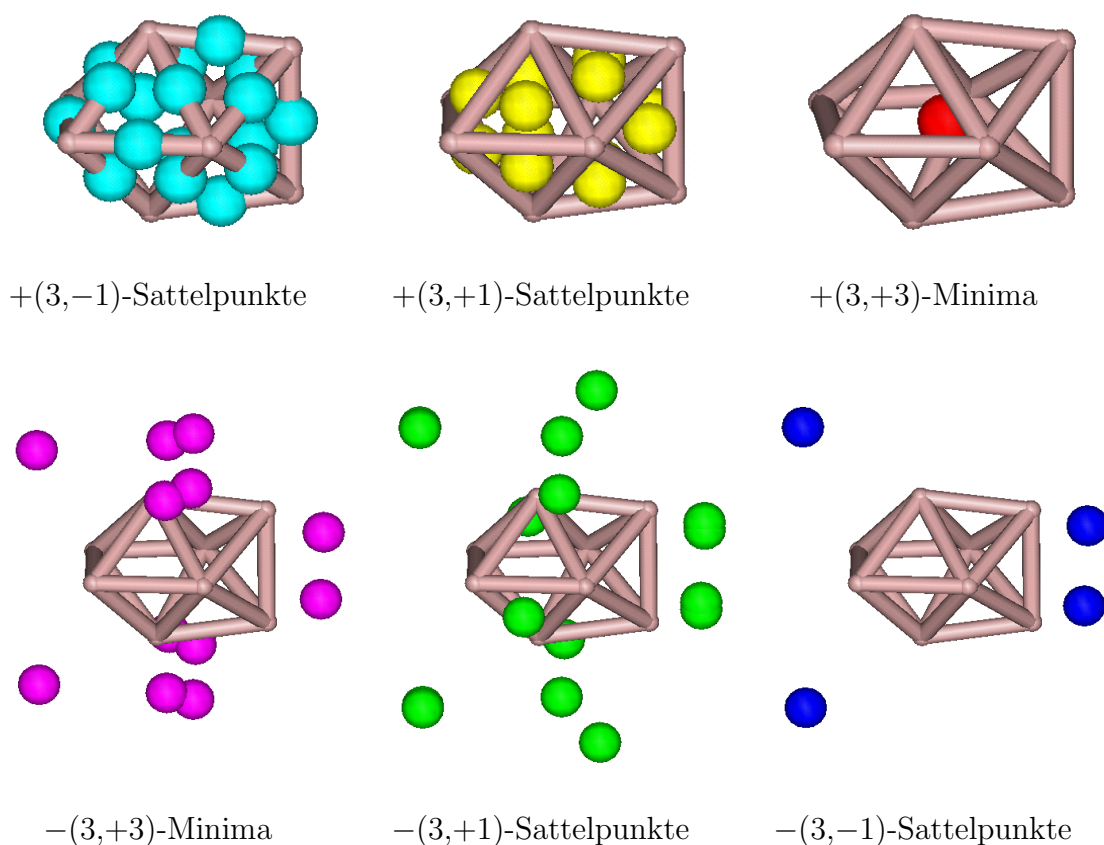 +(3,−1)-Sattelpunkte +(3,+1)-Sattelpunkte +(3,+3)-Minima
−(3,+3)-Minima −(3,+1)-Sattelpunkte −(3,−1)-Sattelpunkte